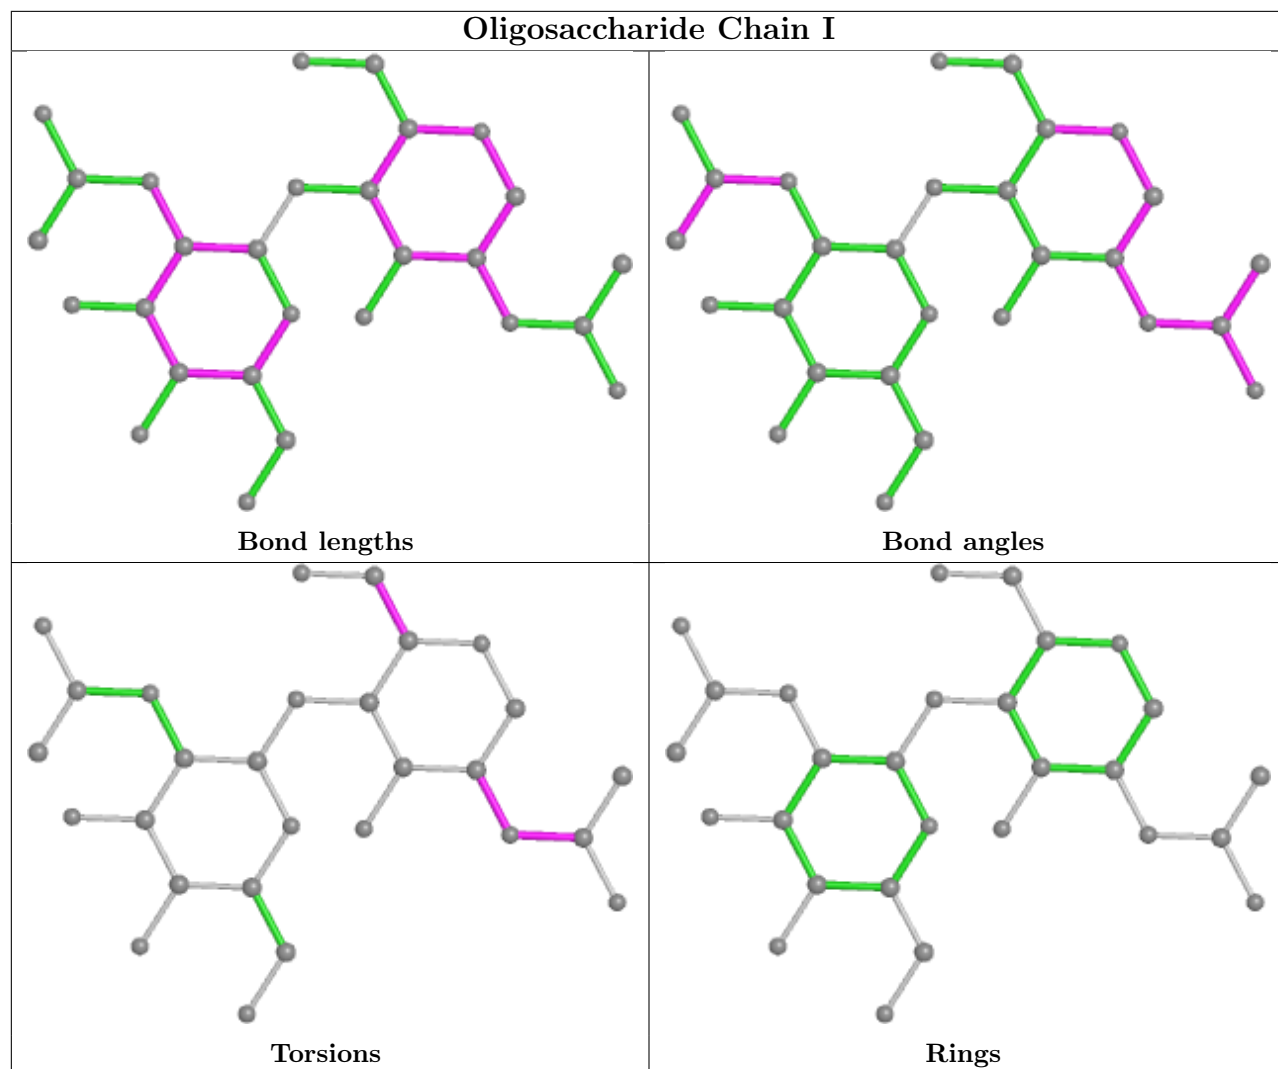 Oligosaccharide Chain I
Bond lengths
Bond angles
Torsions
Rings